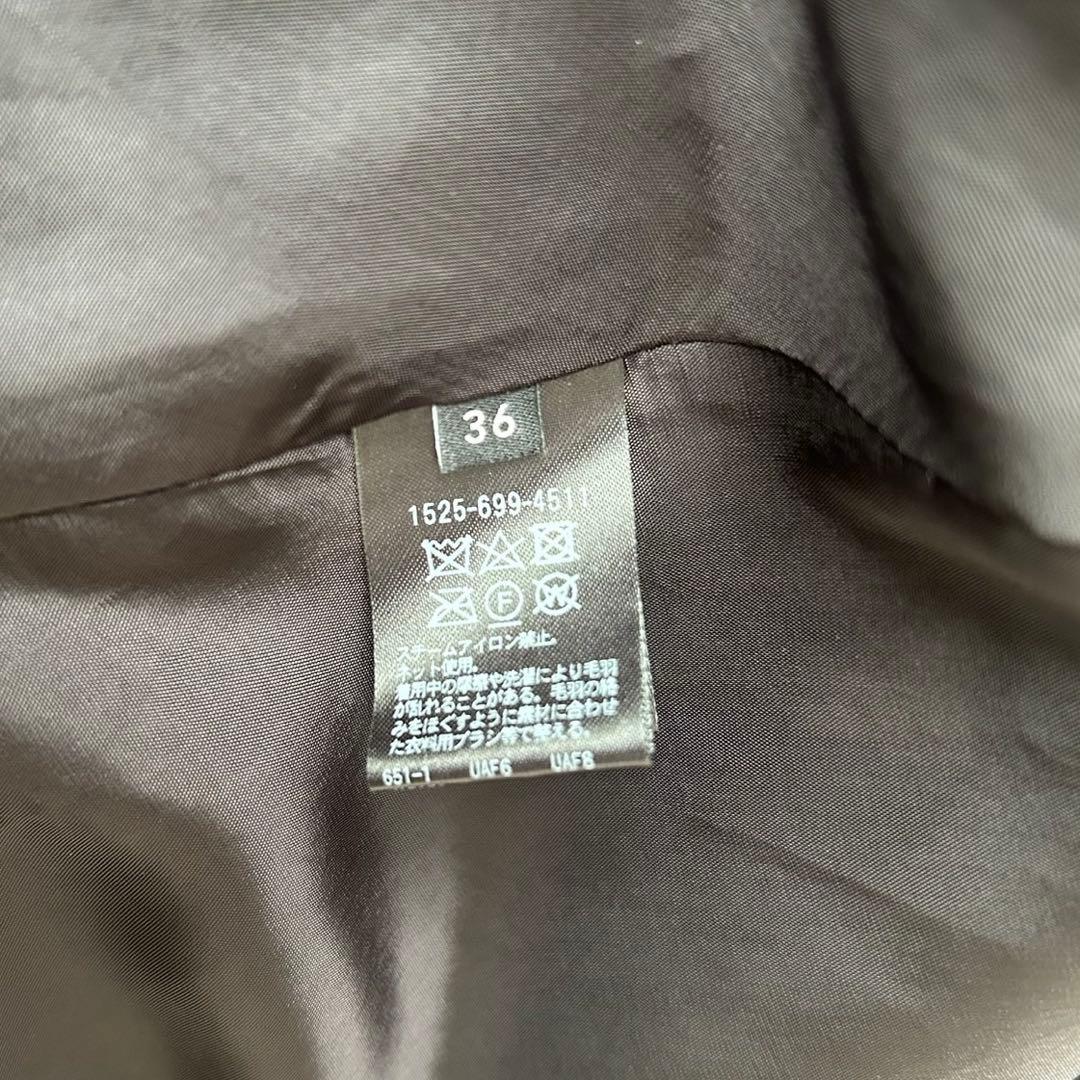 36
1525-699-4511
F
W
スチームアイロン禁止。
ネット使用。
着用中の摩擦や洗濯により毛羽
が乱れることがある。毛羽の絡
みをほぐすように素材に合わせ
た衣料用ブラシ等で整える。
651-1 UAF6 UAF8